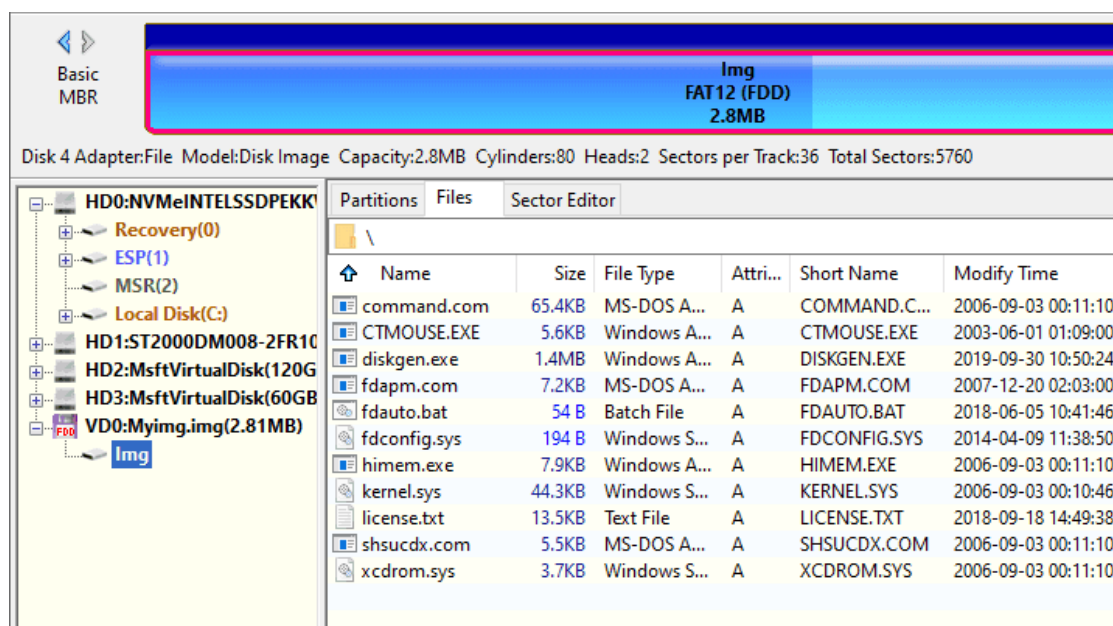 Basic
MBR
Img
FAT12 (FDD)
2.8MB
Disk 4 Adapter:File Model:Disk Image Capacity:2.8MB Cylinders:80 Heads:2 Sectors per Track:36 Total Sectors:5760
HD0:NVMeINTELSSDPEKK
Recovery(0)
ESP(1)
MSR(2)
Local Disk(C:)
HD1:ST2000DM008-2FR10
HD2:MsftVirtualDisk(120G
HD3:MsftVirtualDisk(60GB
FDD VD0:Myimg.img(2.81MB)
Img
Partitions Files Sector Editor
\
Name Size File Type Attri... Short Name Modify Time
command.com 65.4KB MS-DOS A... A COMMAND.C... 2006-09-03 00:11:10
CTMOUSE.EXE 5.6KB Windows A... A CTMOUSE.EXE 2003-06-01 01:09:00
diskgen.exe 1.4MB Windows A... A DISKGEN.EXE 2019-09-30 10:50:24
fdapm.com 7.2KB MS-DOS A... A FDAPM.COM 2007-12-20 02:03:00
fdauto.bat 54 B Batch File A FDAUTO.BAT 2018-06-05 10:41:46
fdconfig.sys 194 B Windows S... A FDCONFIG.SYS 2014-04-09 11:38:50
himem.exe 7.9KB Windows A... A HIMEM.EXE 2006-09-03 00:11:10
kernel.sys 44.3KB Windows S... A KERNEL.SYS 2006-09-03 00:10:46
license.txt 13.5KB Text File A LICENSE.TXT 2018-09-18 14:49:38
shsucdx.com 5.5KB MS-DOS A... A SHSUCDX.COM 2006-09-03 00:11:10
xcdrom.sys 3.7KB Windows S... A XCDROM.SYS 2006-09-03 00:11:10